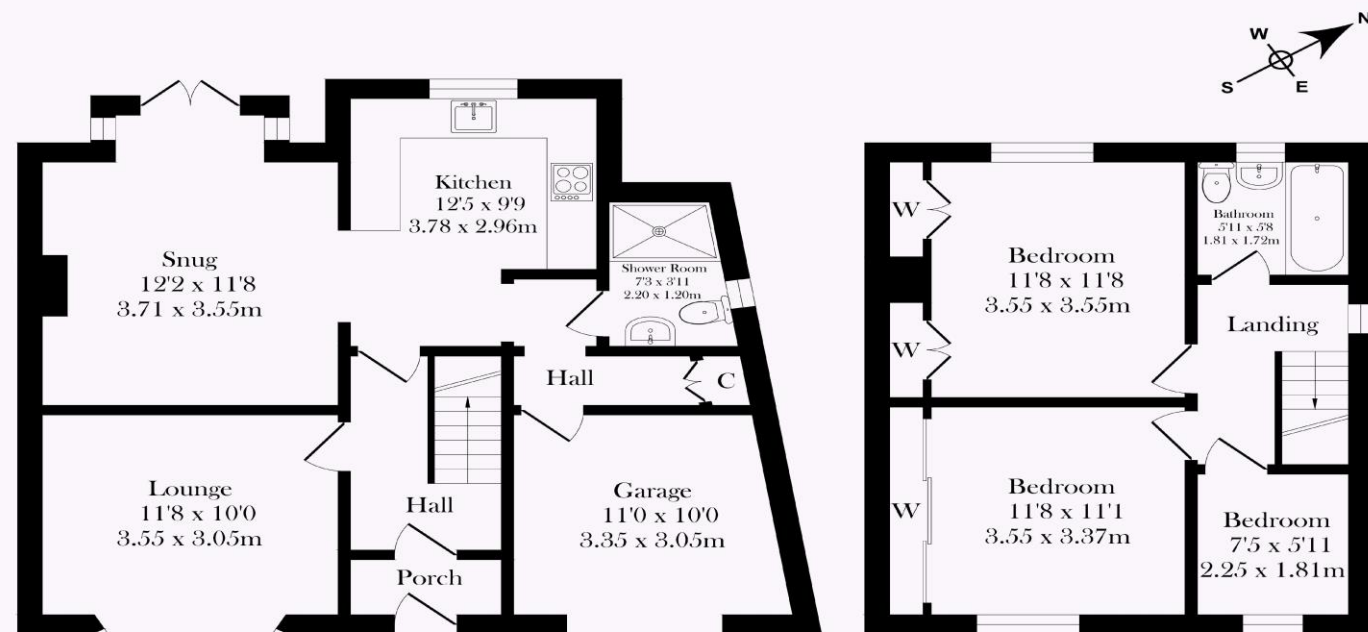 N
W
S
E
Kitchen
12'5 x 9'9
3.78 x 2.96m
Snug
12'2 x 11'8
3.71 x 3.55m
Shower Room
7'3 x 3'11
2.20 x 1.20m
Hall
C
Lounge
11'8 x 10'0
3.55 x 3.05m
Hall
Garage
11'0 x 10'0
3.35 x 3.05m
Porch
W
Bedroom
11'8 x 11'8
3.55 x 3.55m
Bathroom
5'11 x 5'8
1.81 x 1.72m
W
Landing
W
Bedroom
11'8 x 11'1
3.55 x 3.37m
Bedroom
7'5 x 5'11
2.25 x 1.81m